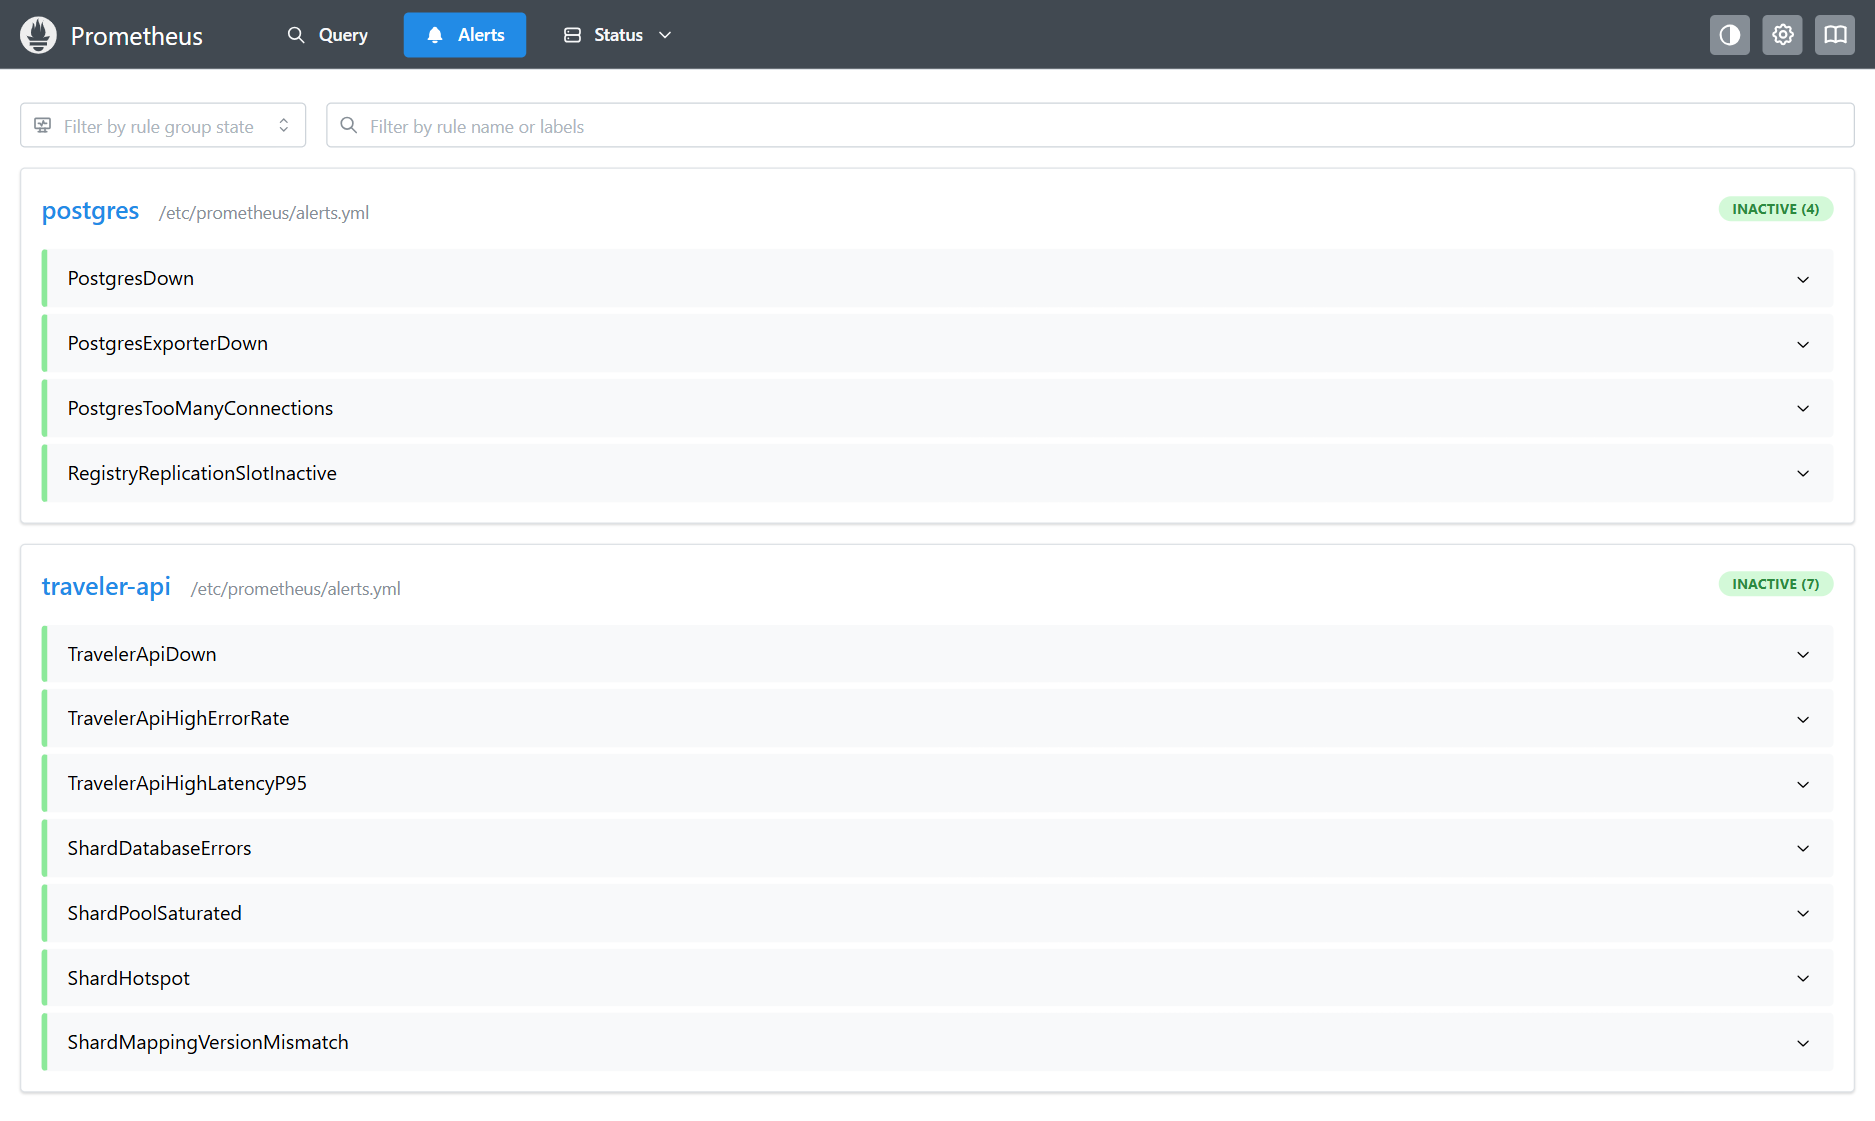 Prometheus Query Alerts Status
Filter by rule group state Filter by rule name or labels
postgres /etc/prometheus/alerts.yml INACTIVE (4)
PostgresDown
PostgresExporterDown
PostgresTooManyConnections
RegistryReplicationSlotInactive
traveler-api /etc/prometheus/alerts.yml INACTIVE (7)
TravelerApiDown
TravelerApiHighErrorRate
TravelerApiHighLatencyP95
ShardDatabaseErrors
ShardPoolSaturated
ShardHotspot
ShardMappingVersionMismatch